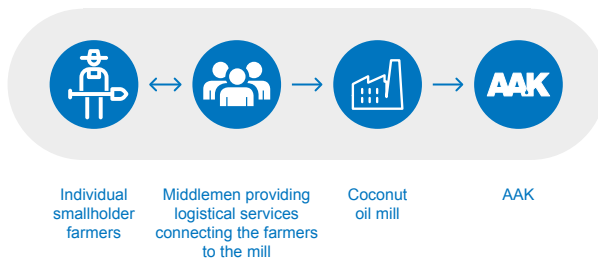 AAK
Individual
smallholder
farmers
Middlemen providing
logistical services
connecting the farmers
to the mill
Coconut
oil mill
AAK